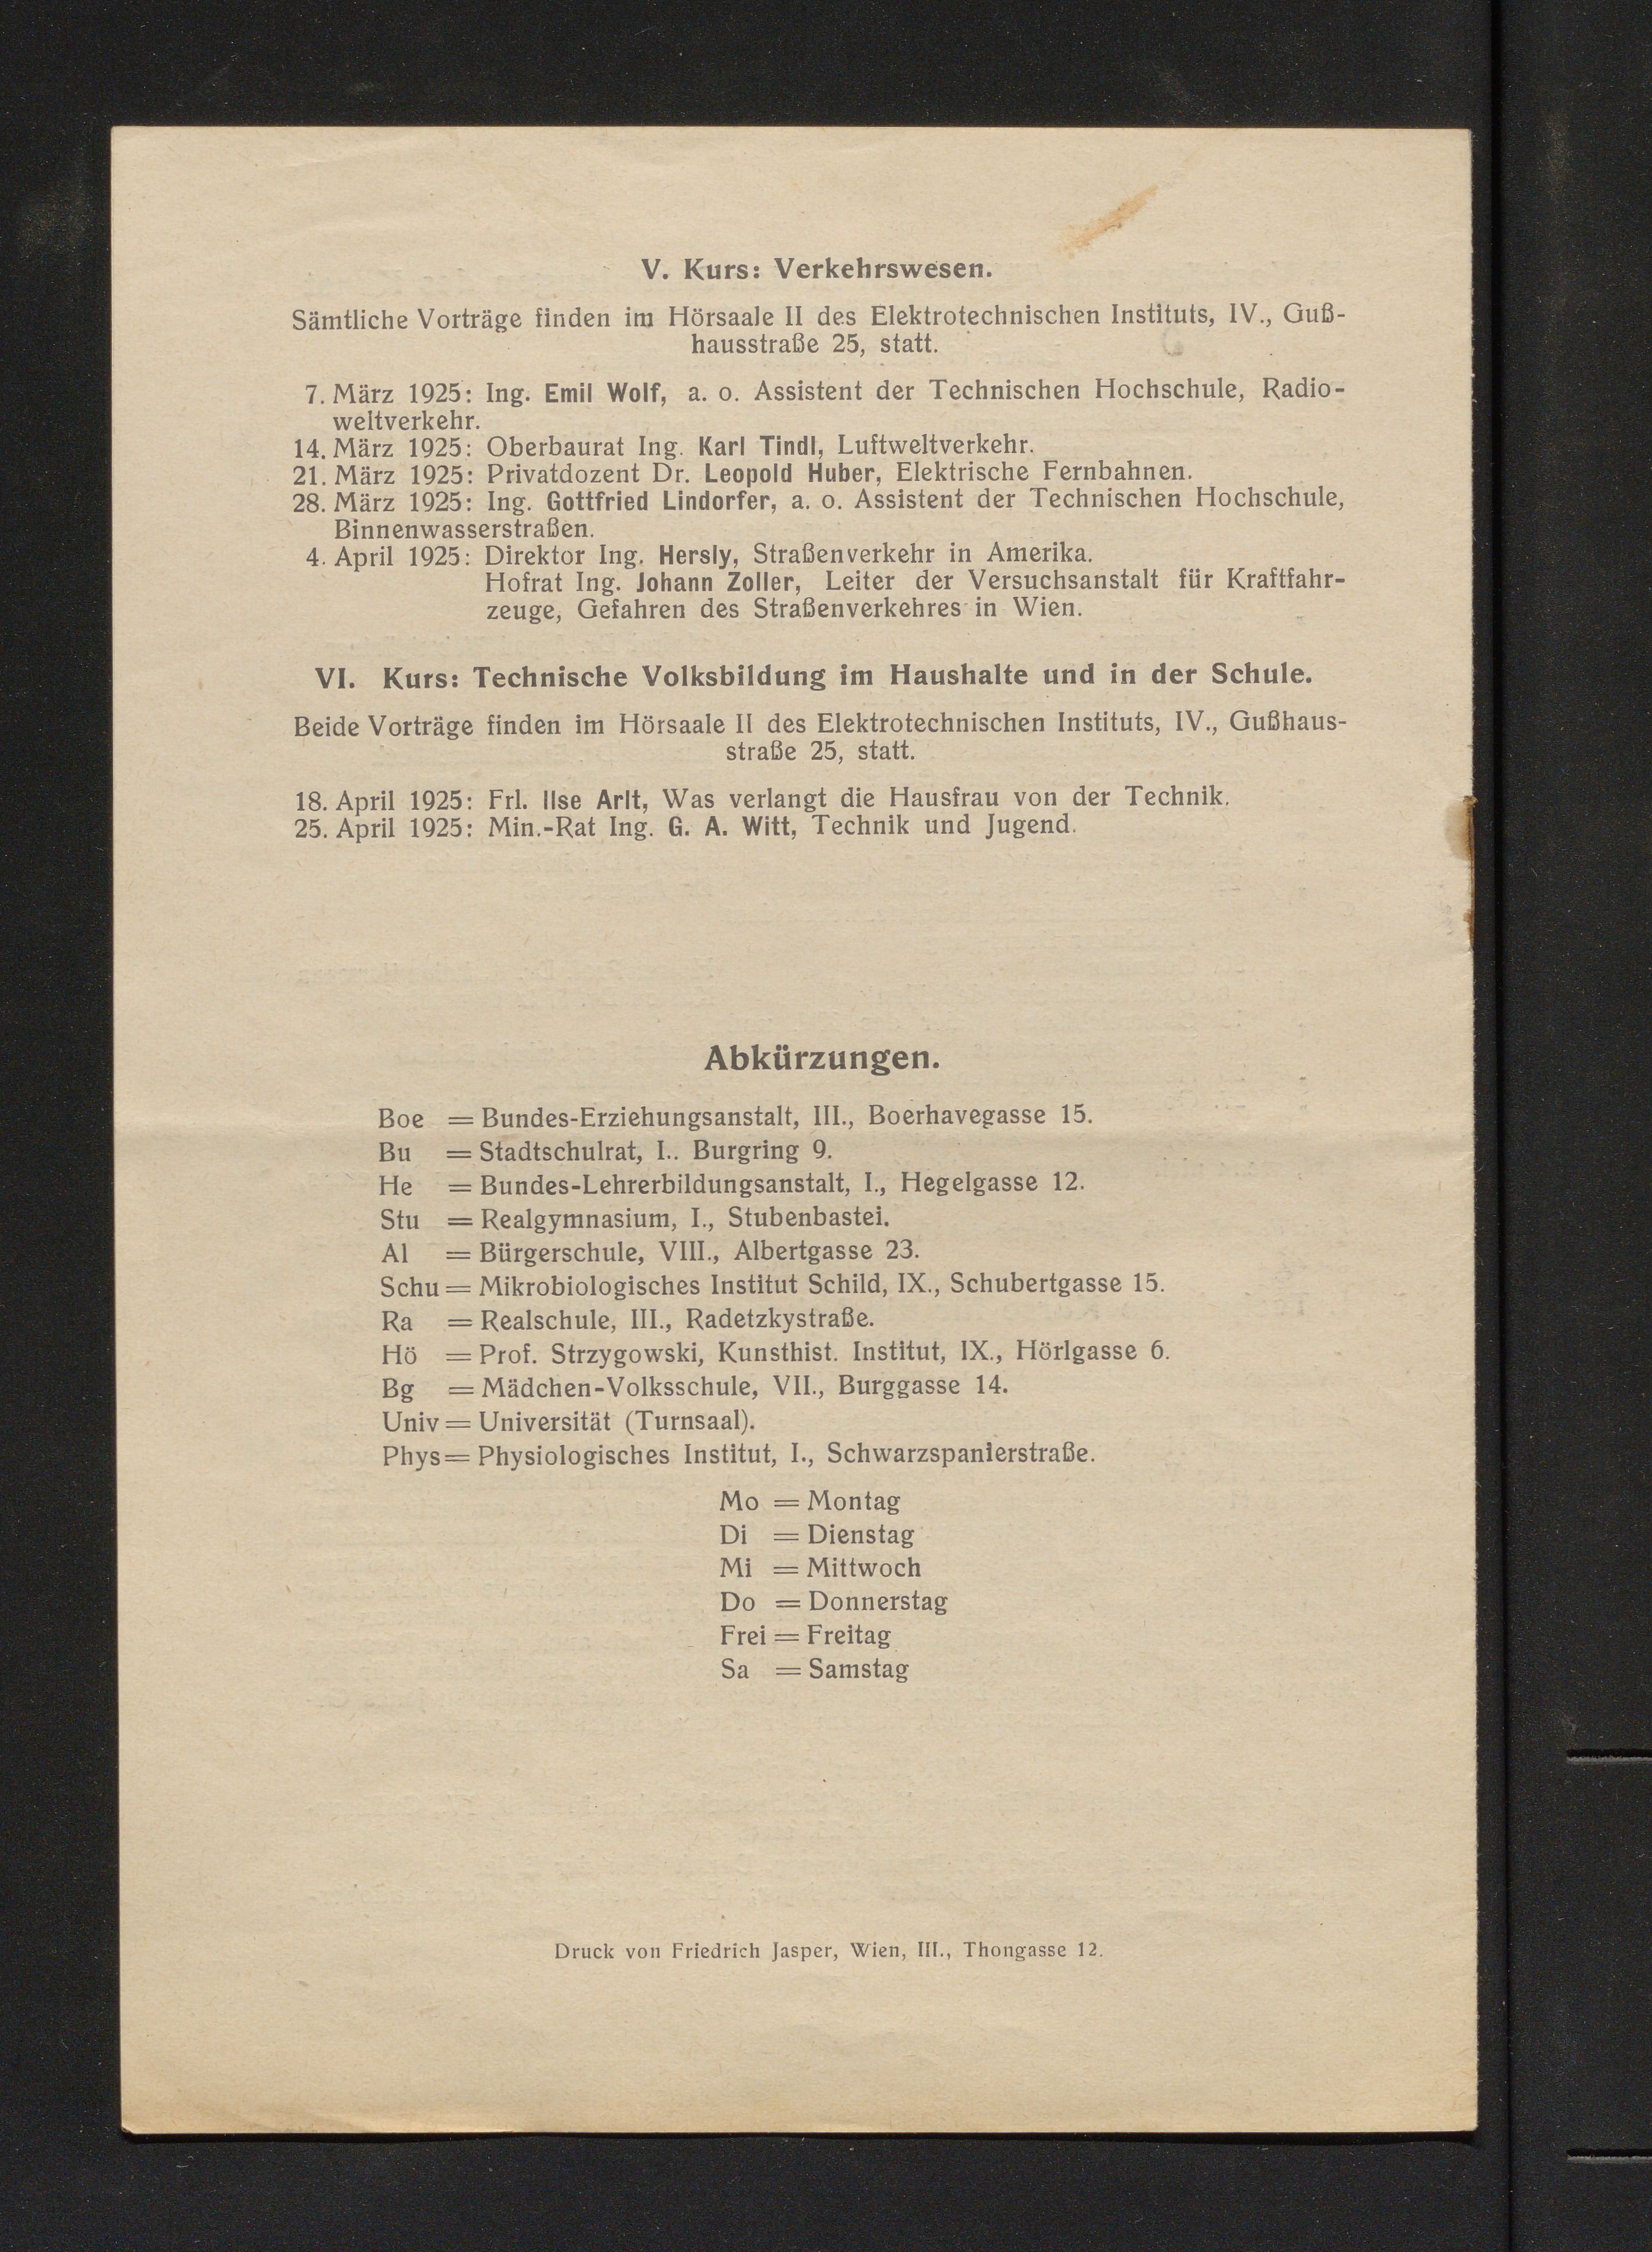 V. Kurs: Verkehrswesen.
Sämtliche Vorträge finden im Hörsaale II des Elektrotechnischen Instituts, IV., Guß-
hausstraße 25, statt.
7. März 1925: Ing. Emil Wolf, a. o. Assistent der Technischen Hochschule, Radio-
weltverkehr.
14. März 1925: Oberbaurat Ing. Karl Tindl, Luftweltverkehr.
21. März 1925: Privatdozent Dr. Leopold Huber, Elektrische Fernbahnen.
28. März 1925: Ing. Gottfried Lindorfer, a. o. Assistent der Technischen Hochschule,
Binnenwasserstraßen.
4. April 1925: Direktor Ing. Hersly, Straßenverkehr in Amerika.
Hofrat Ing. Johann Zoller, Leiter der Versuchsanstalt für Kraftfahr-
zeuge, Gefahren des Straßenverkehres in Wien.
VI. Kurs: Technische Volksbildung im Haushalte und in der Schule.
Beide Vorträge finden im Hörsaale II des Elektrotechnischen Instituts, IV., Gußhaus-
straße 25, statt.
18. April 1925: Frl. Ilse Arlt, Was verlangt die Hausfrau von der Technik.
25. April 1925: Min.-Rat Ing. G. A. Witt, Technik und Jugend.
Abkürzungen.
Boe = Bundes-Erziehungsanstalt, III., Boerhavegasse 15.
Bu = Stadtschulrat, I.. Burgring 9.
He = Bundes-Lehrerbildungsanstalt, I., Hegelgasse 12.
Stu = Realgymnasium, I., Stubenbastei.
Al = Bürgerschule, VIII., Albertgasse 23.
Schu = Mikrobiologisches Institut Schild, IX., Schubertgasse 15.
Ra = Realschule, III., Radetzkystraße.
Hö = Prof. Strzygowski, Kunsthist. Institut, IX., Hörlgasse 6.
Bg = Mädchen-Volksschule, VII., Burggasse 14.
Univ = Universität (Turnsaal).
Phys = Physiologisches Institut, I., Schwarzspanierstraße.
Mo = Montag
Di = Dienstag
Mi = Mittwoch
Do = Donnerstag
Frei = Freitag
Sa = Samstag
Druck von Friedrich Jasper, Wien, III., Thongasse 12.